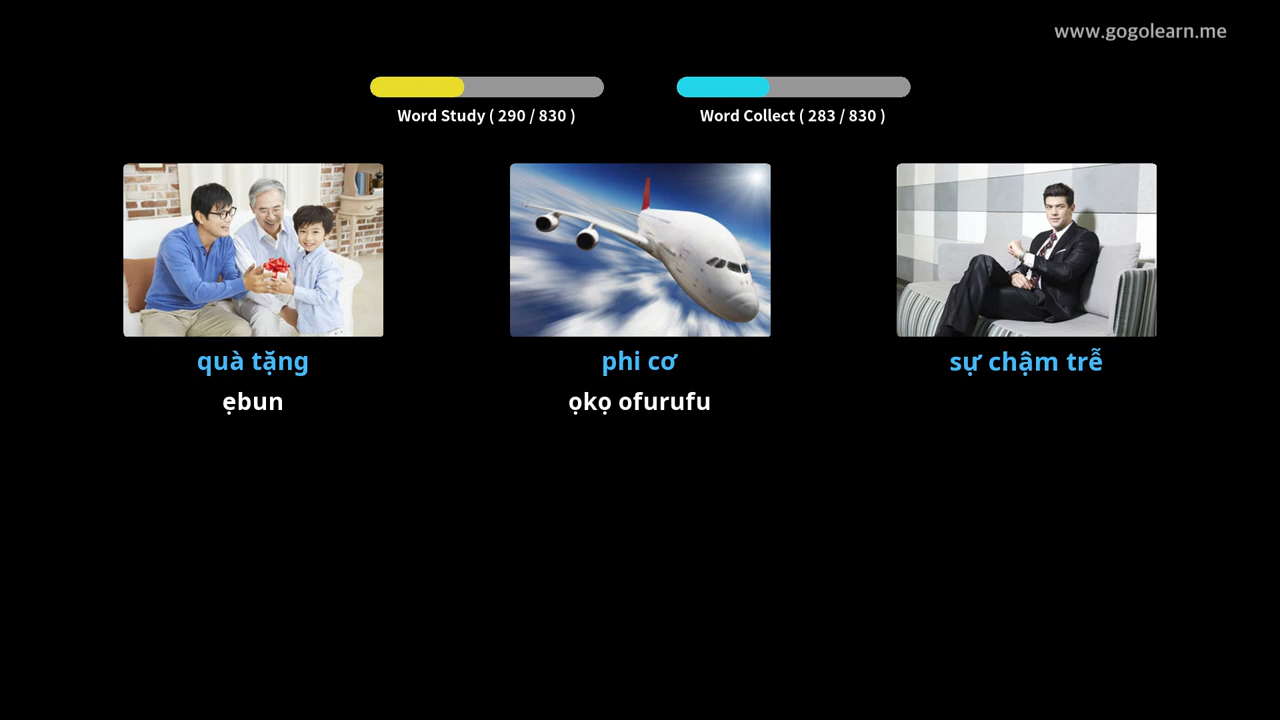 www.gogolearn.me
Word Study ( 290 / 830 )
Word Collect ( 283 / 830 )
quà tặng
ẹbun
phi cơ
ọkọ ofurufu
sự chậm trễ